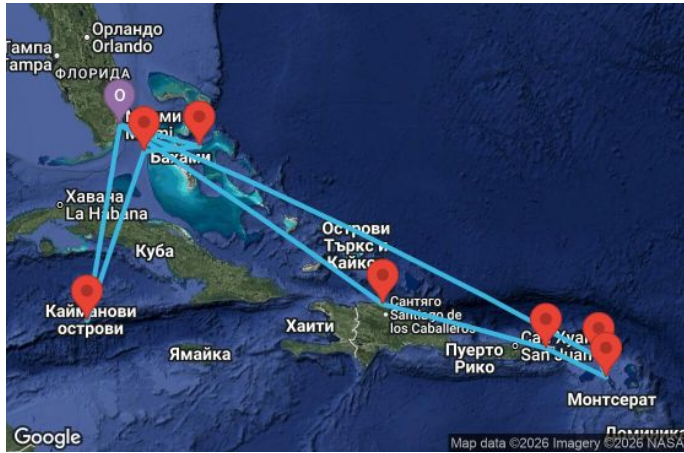 Орландо
Orlando
Тампа
Tampa
ФЛОРИДА
O
Бахами
Хавана
La Habana
Куба
Острови
Търкс и
Кайманови
острови
Сантяго
Santiago de
los Caballeros
Хаити
Ямайка
Пуерто
Рико
San Juan
Монтсерат
Доминика
Google
Map data ©2026 Imagery ©2026 NASA